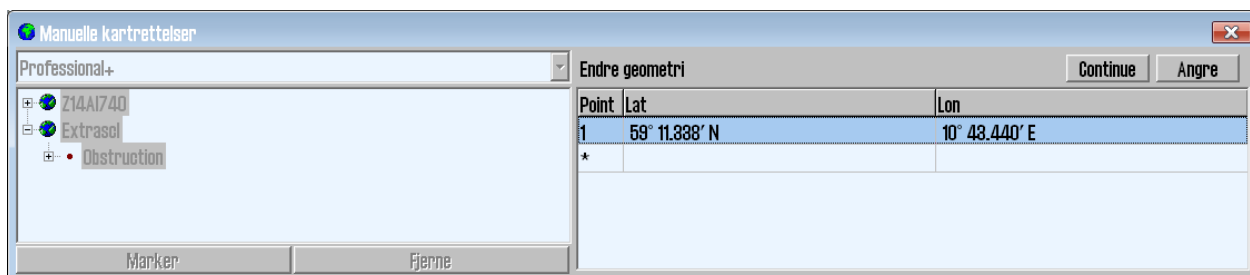 Manuelle kartrettelser
Professional+
Endre geometri
Continue
Angre
Z14AI740
Extrasol
Obstruction
Point Lat Lon
1 59° 11.338′ N 10° 43.440′ E
*
Marker
Fjerne